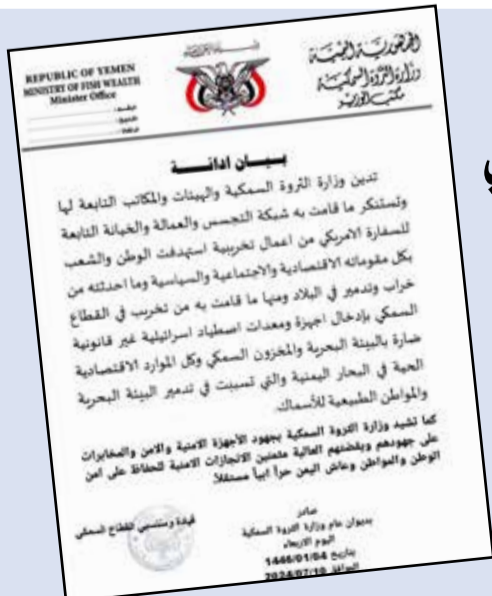 الجمهورية اليمنية
وزارة الثروة السمكية
مكتب الوزير
REPUBLIC OF YEMEN
MINISTRY OF FISH WEALTH
Minister Office
بيـــان ادانـــة
تدين وزارة الثروة السمكية والهيئات والمكاتب التابعة لها
وتستنكر ما قامت به شبكة التجسس والعمالة والخيانة التابعة
للسفارة الامريكي من اعمال تخريبية استهدفت الوطن والشعب
بكل مقوماته الاقتصادية والاجتماعية والسياسية وما احدثته من
خراب وتدمير في البلاد ومنها ما قامت به من تخريب في القطاع
السمكي بإدخال اجهزة ومعدات اصطياد اسرائيلية غير قانونية
ضارة بالبيئة البحرية والمخزون السمكي وكل الموارد الاقتصادية
الحية في البحار اليمنية والتي تسببت في تدمير البيئة البحرية
والمواطن الطبيعية للأسماك.
كما تشيد وزارة الثروة السمكية بجهود الأجهزة الامنية والامن والمخابرات
على جهودهم ويقضتهم العالية مثمنين الانجازات الامنية للحفاظ على امن
الوطن والمواطن وعاش اليمن حراً ابياً مستقلاً.
صادر
بديوان عام وزارة الثروة السمكية
اليوم الاربعاء
بتاريخ 1446/01/04
الموافق 2024/07/10
قيادة ومنتسبي القطاع السمكي